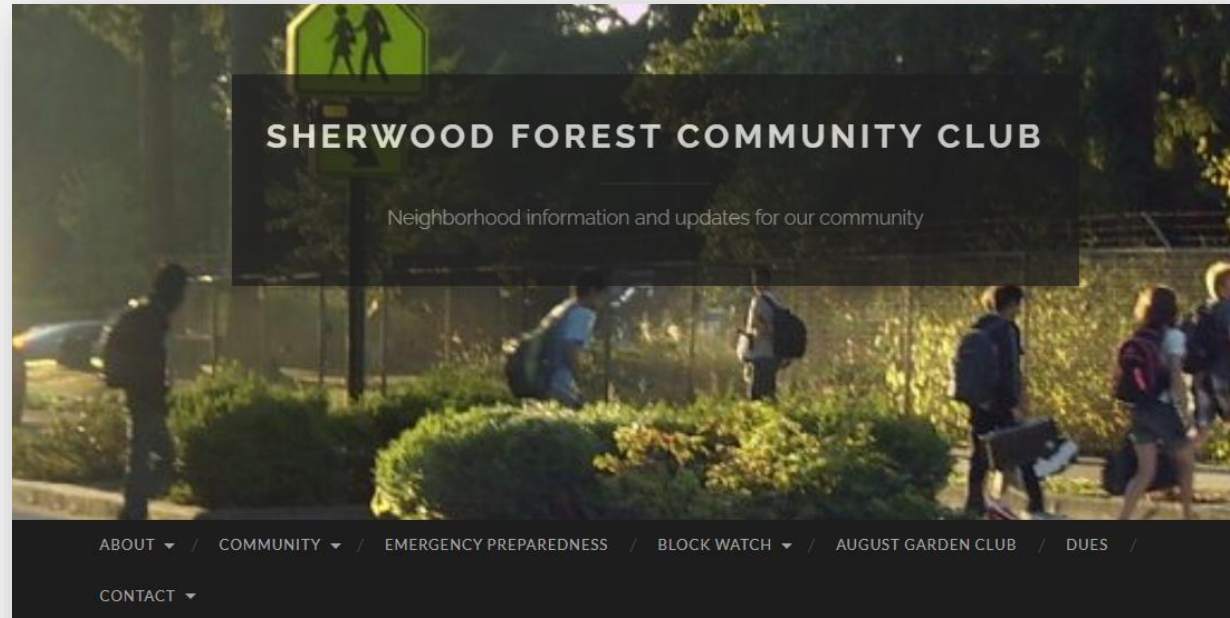 SHERWOOD FOREST COMMUNITY CLUB
Neighborhood information and updates for our community
ABOUT / COMMUNITY / EMERGENCY PREPAREDNESS / BLOCK WATCH / AUGUST GARDEN CLUB / DUES /
CONTACT